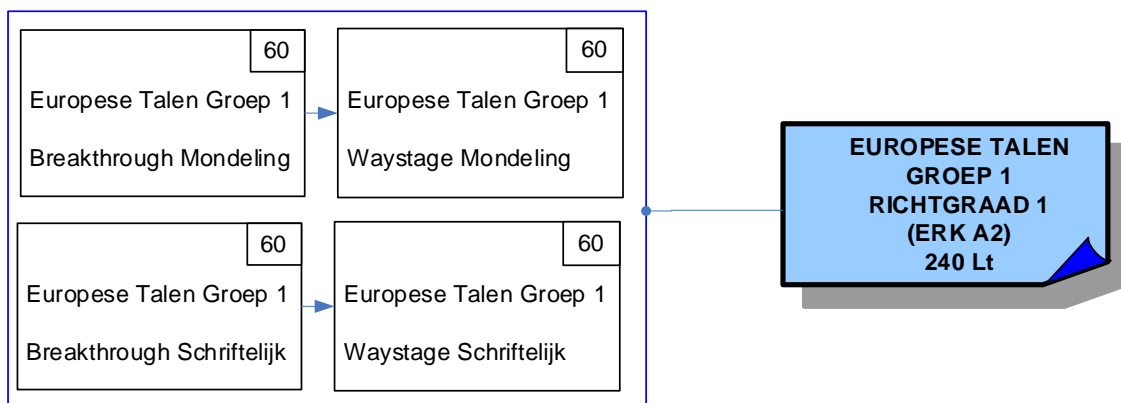 60
Europese Talen Groep 1
Breakthrough Mondeling
60
Europese Talen Groep 1
Waystage Mondeling
60
Europese Talen Groep 1
Breakthrough Schriftelijk
60
Europese Talen Groep 1
Waystage Schriftelijk
EUROPESE TALEN
GROEP 1
RICHTGRAAD 1
(ERK A2)
240 Lt